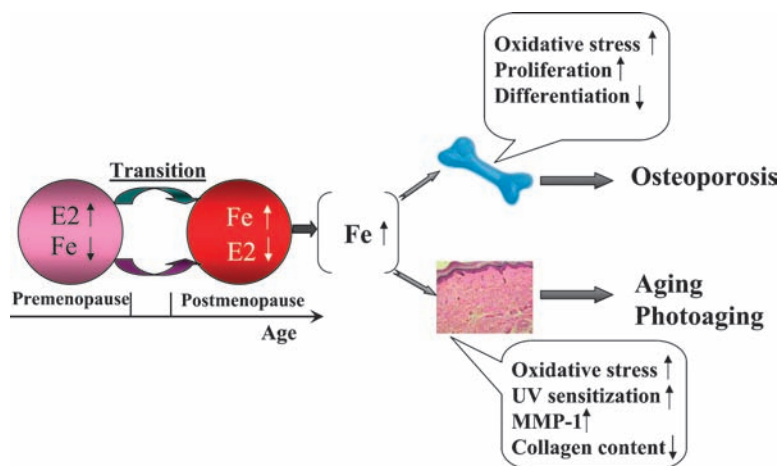 Oxidative stress ↑
Proliferation ↑
Differentiation ↓
Transition
E2 ↑
Fe ↓
Fe ↑
E2 ↓
Fe ↑
Osteoporosis
Premenopause
Postmenopause
Age
Aging
Photoaging
Oxidative stress ↑
UV sensitization ↑
MMP-1 ↑
Collagen content ↓